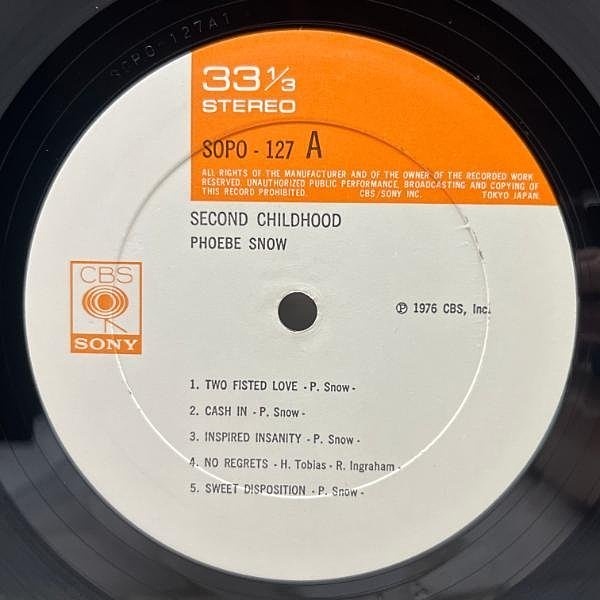 SOPO-127A1
33 1/3
STEREO
SOPO - 127 A
ALL RIGHTS OF THE MANUFACTURER AND OF THE OWNER OF THE RECORDED WORK
RESERVED. UNAUTHORIZED PUBLIC PERFORMANCE, BROADCASTING AND COPYING OF
THIS RECORD PROHIBITED. CBS/SONY INC. TOKYO JAPAN.
SECOND CHILDHOOD
PHOEBE SNOW
CBS
SONY
℗ 1976 CBS, Inc.
1. TWO FISTED LOVE - P. Snow -
2. CASH IN - P. Snow -
3. INSPIRED INSANITY - P. Snow -
4. NO REGRETS - H. Tobias - R. Ingraham -
5. SWEET DISPOSITION - P. Snow -